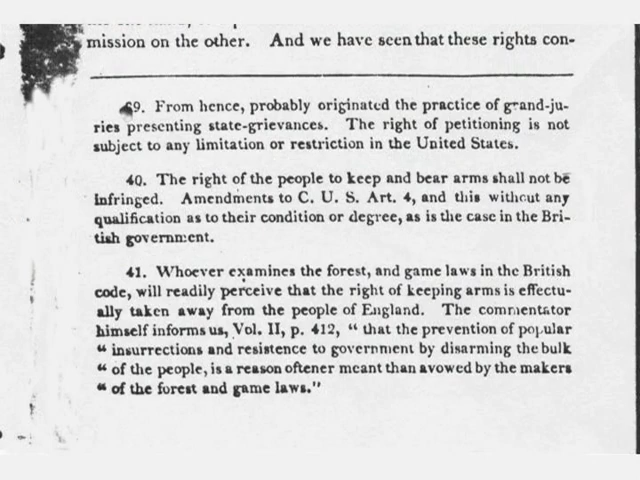 mission on the other. And we have seen that these rights con-
69. From hence, probably originated the practice of grand-ju-
ries presenting state-grievances. The right of petitioning is not
subject to any limitation or restriction in the United States.
40. The right of the people to keep and bear arms shall not be
infringed. Amendments to C. U. S. Art. 4, and this without any
qualification as to their condition or degree, as is the case in the Bri-
tish government.
41. Whoever examines the forest, and game laws in the British
code, will readily perceive that the right of keeping arms is effectu-
ally taken away from the people of England. The commentator
himself informs us, Vol. II, p. 412, " that the prevention of popular
" insurrections and resistence to government by disarming the bulk
" of the people, is a reason oftener meant than avowed by the makers
" of the forest and game laws."